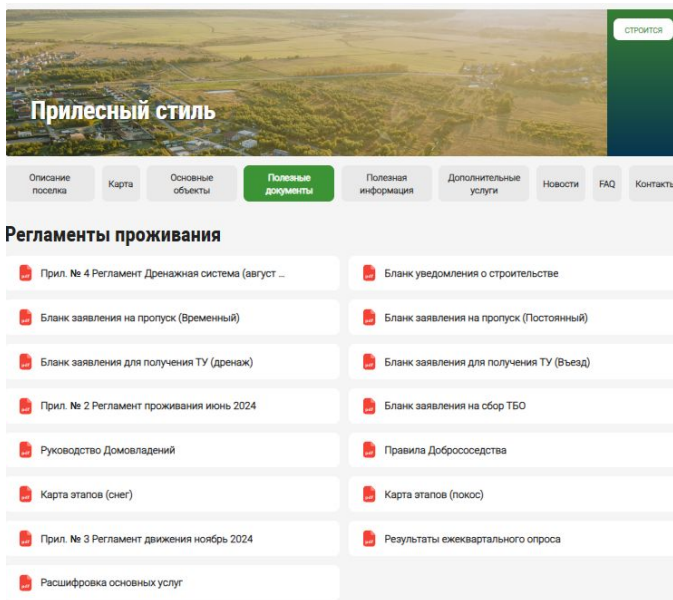 СТРОИТСЯ
Прилесный стиль
Описание
поселка
Карта
Основные
объекты
Полезные
документы
Полезная
информация
Дополнительные
услуги
Новости
FAQ
Контакты
Регламенты проживания
Прил. № 4 Регламент Дренажная система (август ...
Бланк уведомления о строительстве
Бланк заявления на пропуск (Временный)
Бланк заявления на пропуск (Постоянный)
Бланк заявления для получения ТУ (дренаж)
Бланк заявления для получения ТУ (Въезд)
Прил. № 2 Регламент проживания июнь 2024
Бланк заявления на сбор ТБО
Руководство Домовладений
Правила Добрососедства
Карта этапов (снег)
Карта этапов (покос)
Прил. № 3 Регламент движения ноябрь 2024
Результаты ежеквартального опроса
Расшифровка основных услуг